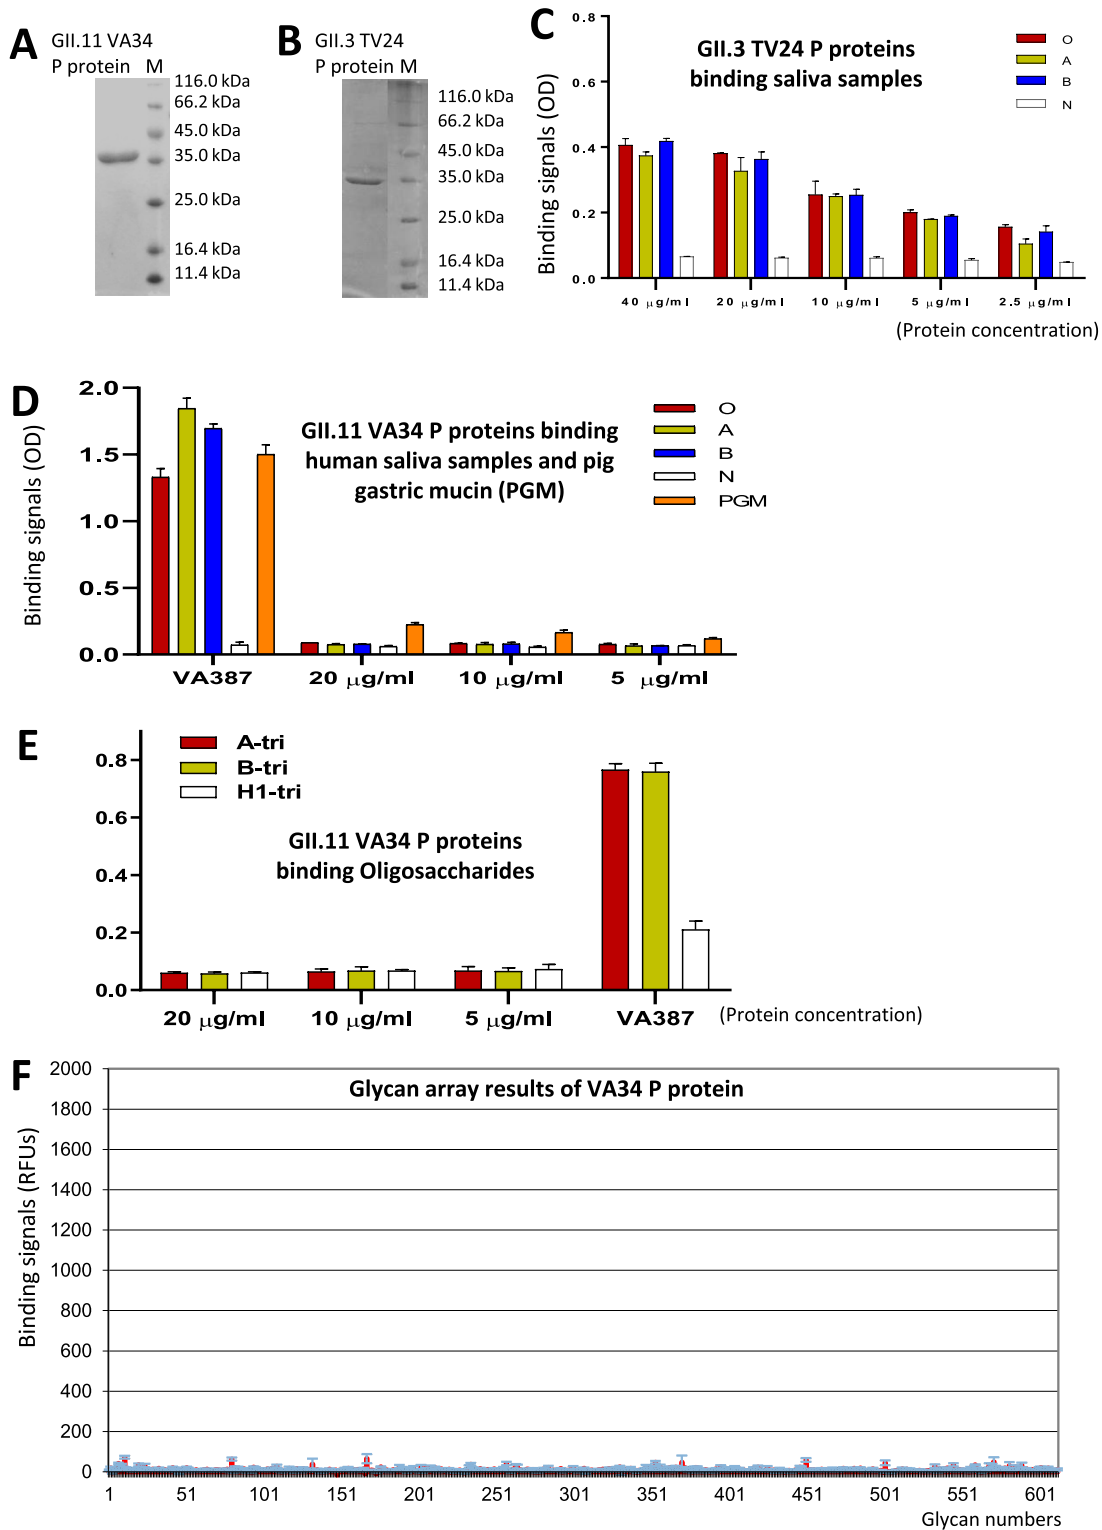 A
GII.11 VA34
P protein M
116.0 kDa
66.2 kDa
45.0 kDa
35.0 kDa
25.0 kDa
16.4 kDa
11.4 kDa
B
GII.3 TV24
P protein M
116.0 kDa
66.2 kDa
45.0 kDa
35.0 kDa
25.0 kDa
16.4 kDa
11.4 kDa
C
GII.3 TV24 P proteins
binding saliva samples
O
A
B
N
Binding signals (OD)
0.8
0.6
0.4
0.2
0.0
40 μg/ml 20 μg/ml 10 μg/ml 5 μg/ml 2.5 μg/ml
(Protein concentration)
D
GII.11 VA34 P proteins binding
human saliva samples and pig
gastric mucin (PGM)
O
A
B
N
PGM
Binding signals (OD)
2.0
1.5
1.0
0.5
0.0
VA387 20 μg/ml 10 μg/ml 5 μg/ml
E
A-tri
B-tri
H1-tri
GII.11 VA34 P proteins
binding Oligosaccharides
0.8
0.6
0.4
0.2
0.0
20 μg/ml 10 μg/ml 5 μg/ml VA387
(Protein concentration)
F
Glycan array results of VA34 P protein
Binding signals (RFUs)
2000
1800
1600
1400
1200
1000
800
600
400
200
0
1 51 101 151 201 251 301 351 401 451 501 551 601
Glycan numbers